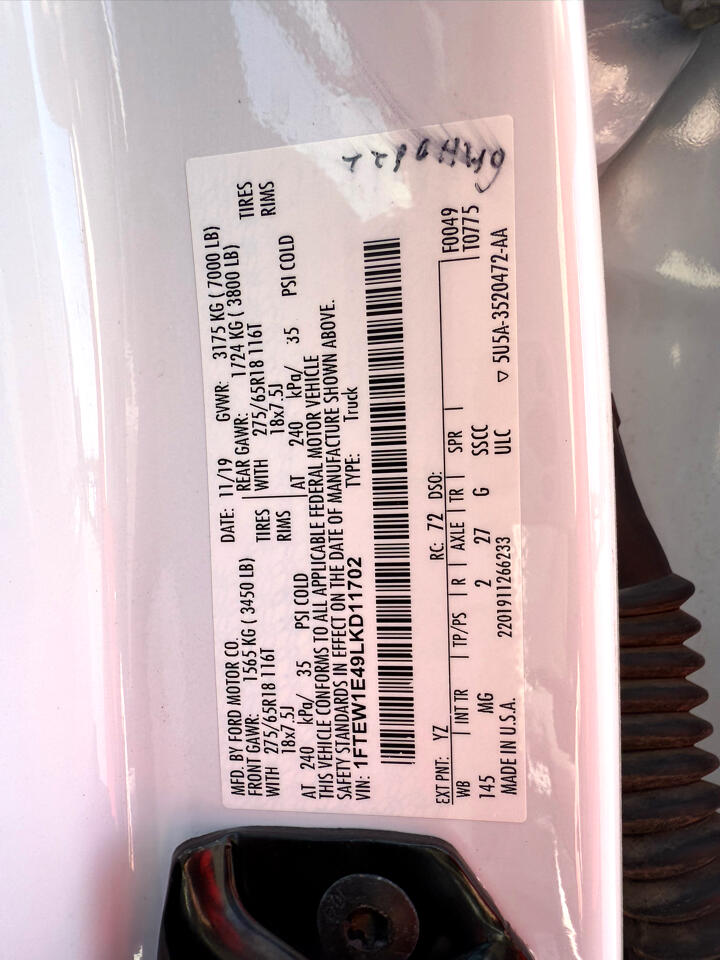 MFD. BY FORD MOTOR CO.
DATE: 11/19
GVWR: 3175 KG ( 7000 LB)
FRONT GAWR: 1565 KG ( 3450 LB)
REAR GAWR: 1724 KG ( 3800 LB)
WITH 275/65R18 116T TIRES
WITH 275/65R18 116T TIRES
18x7.5J RIMS
18x7.5J RIMS
AT 240 kPa/ 35 PSI COLD
AT 240 kPa/ 35 PSI COLD
THIS VEHICLE CONFORMS TO ALL APPLICABLE FEDERAL MOTOR VEHICLE
SAFETY STANDARDS IN EFFECT ON THE DATE OF MANUFACTURE SHOWN ABOVE.
VIN: 1FTEW1E49LKD11702
TYPE: Truck
EXT PNT: YZ RC: 72 DSO: F0049
WB INT TR TP/PS R AXLE TR SPR T0775
145 MG 2 27 G SSCC
MADE IN U.S.A. 2201911266233 ULC ▽ 5U5A-3520472-AA